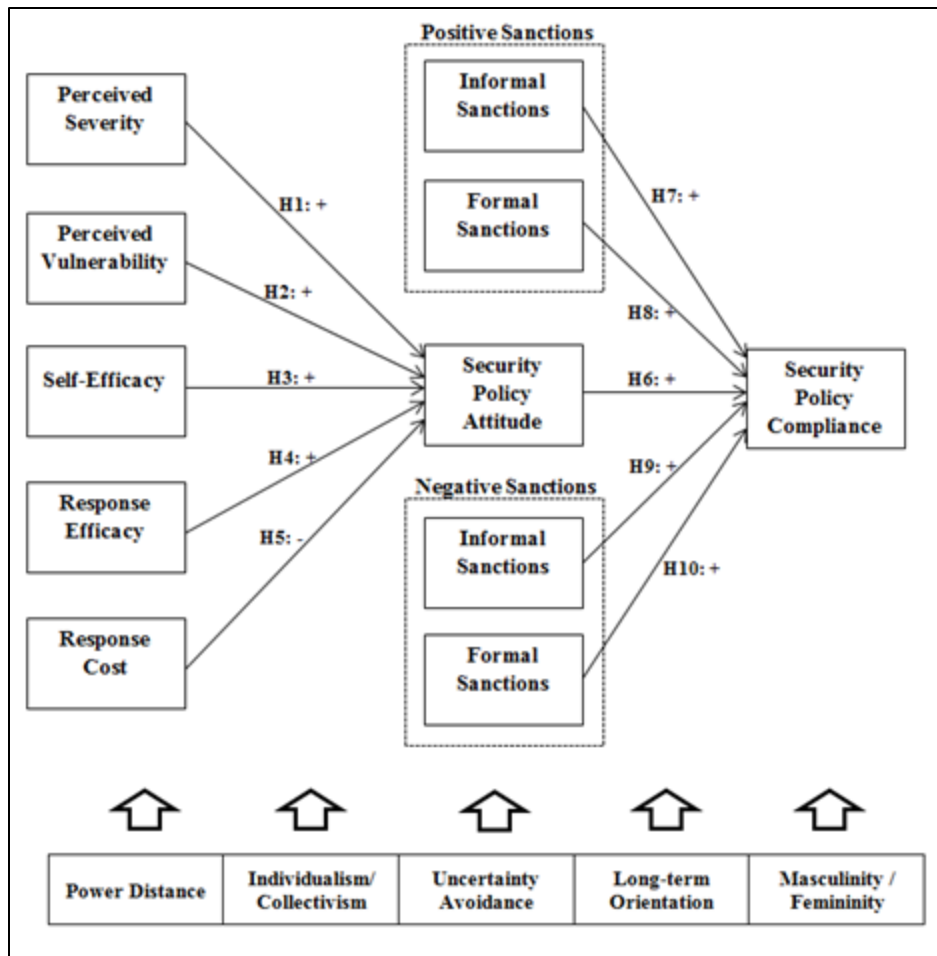 Positive Sanctions
Perceived
Severity
Informal
Sanctions
H1: +
H7: +
Perceived
Vulnerability
Formal
Sanctions
H2: +
H8: +
Self-Efficacy
H3: +
Security
Policy
Attitude
H6: +
Security
Policy
Compliance
H4: +
H9: +
Response
Efficacy
Negative Sanctions
H5: -
Informal
Sanctions
H10: +
Response
Cost
Formal
Sanctions
Power Distance
Individualism/
Collectivism
Uncertainty
Avoidance
Long-term
Orientation
Masculinity /
Femininity